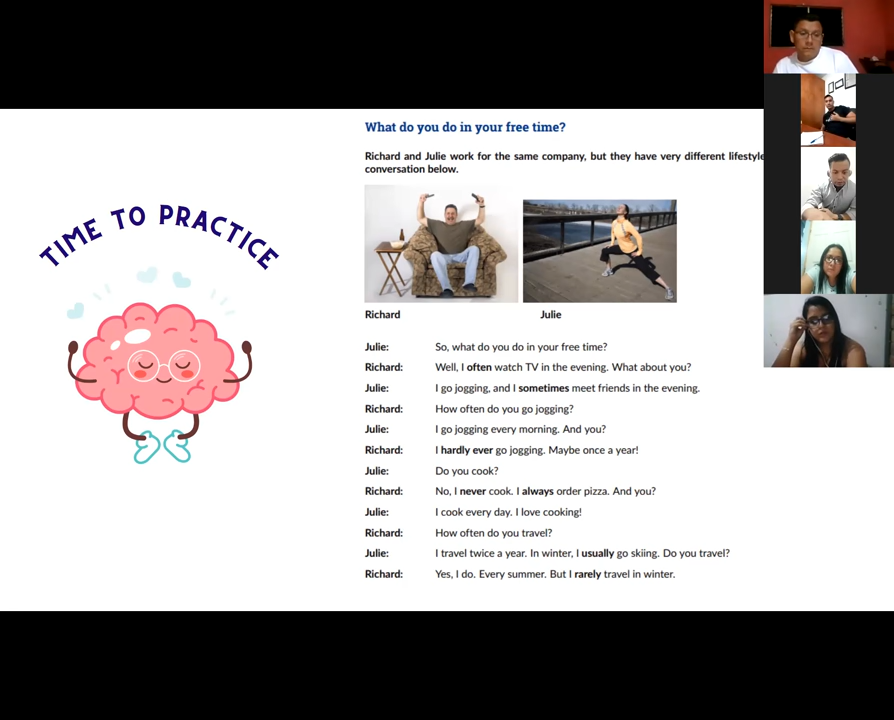 TIME TO PRACTICE
What do you do in your free time?
Richard and Julie work for the same company, but they have very different lifestyle
conversation below.
Richard Julie
Julie: So, what do you do in your free time?
Richard: Well, I often watch TV in the evening. What about you?
Julie: I go jogging, and I sometimes meet friends in the evening.
Richard: How often do you go jogging?
Julie: I go jogging every morning. And you?
Richard: I hardly ever go jogging. Maybe once a year!
Julie: Do you cook?
Richard: No, I never cook. I always order pizza. And you?
Julie: I cook every day. I love cooking!
Richard: How often do you travel?
Julie: I travel twice a year. In winter, I usually go skiing. Do you travel?
Richard: Yes, I do. Every summer. But I rarely travel in winter.